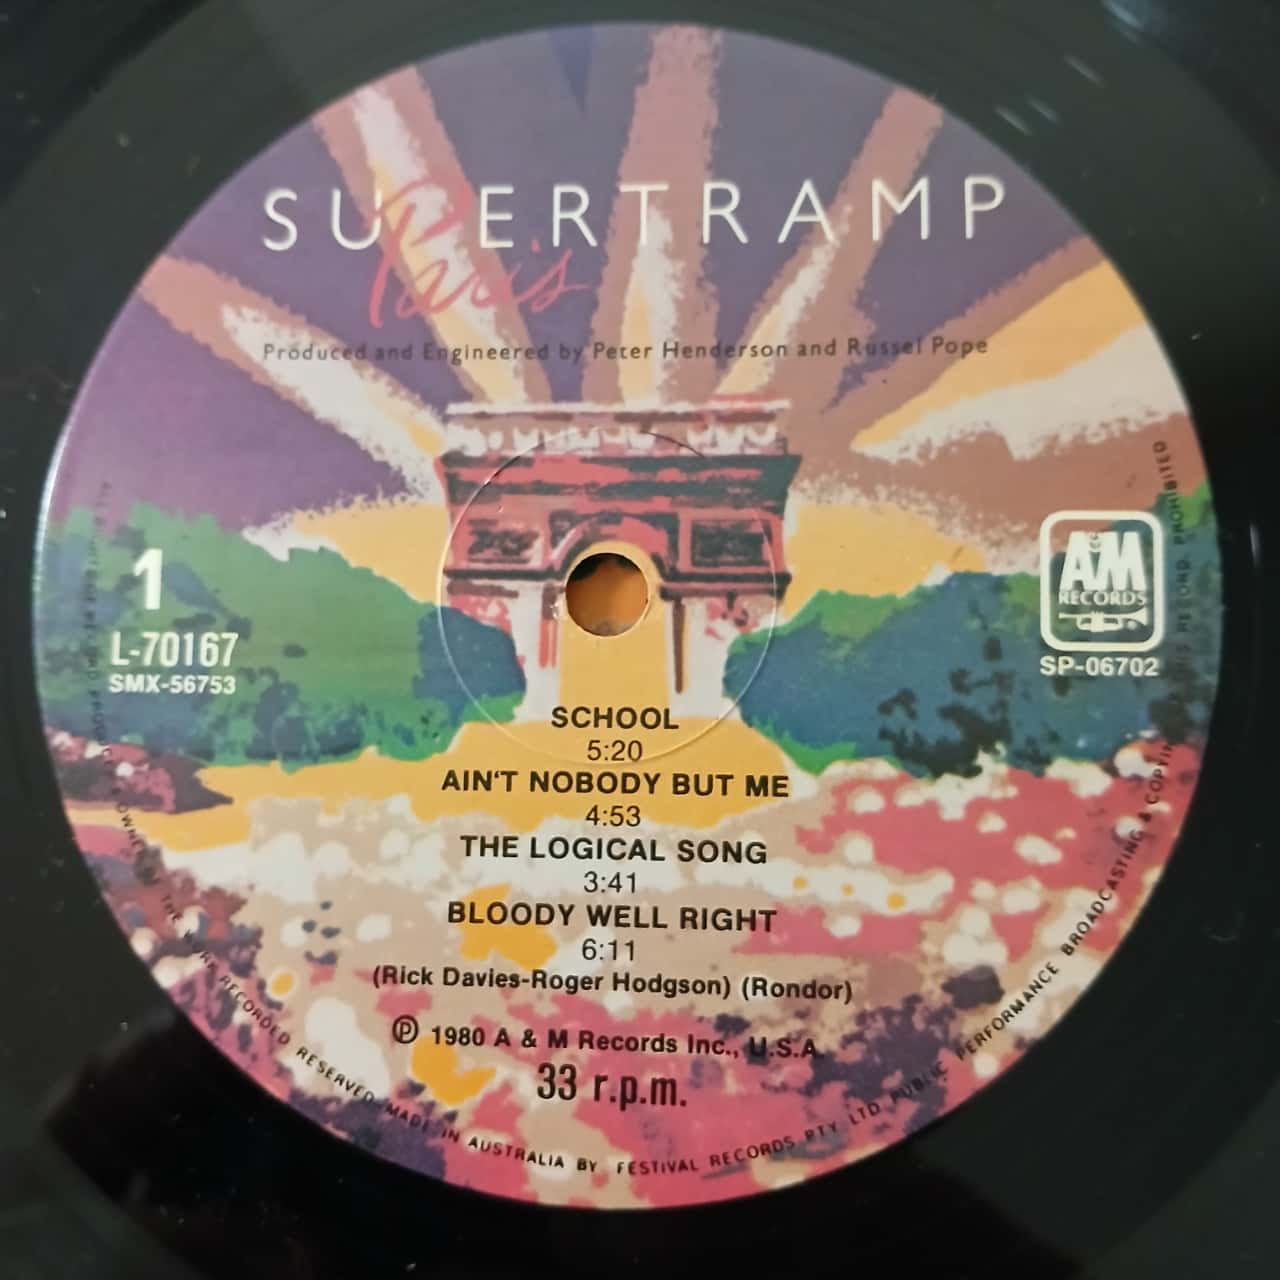 SUPERTRAMP
Paris
Produced and Engineered by Peter Henderson and Russel Pope
1
L-70167
SMX-56753
A&M
RECORDS
SP-06702
SCHOOL
5:20
AIN'T NOBODY BUT ME
4:53
THE LOGICAL SONG
3:41
BLOODY WELL RIGHT
6:11
(Rick Davies-Roger Hodgson) (Rondor)
℗ 1980 A & M Records Inc., U.S.A.
33 r.p.m.
RECORDED RESERVED MADE IN AUSTRALIA BY FESTIVAL RECORDS PTY LTD PUBLIC PERFORMANCE BROADCASTING & COPYING RECORD. PROHIBITED